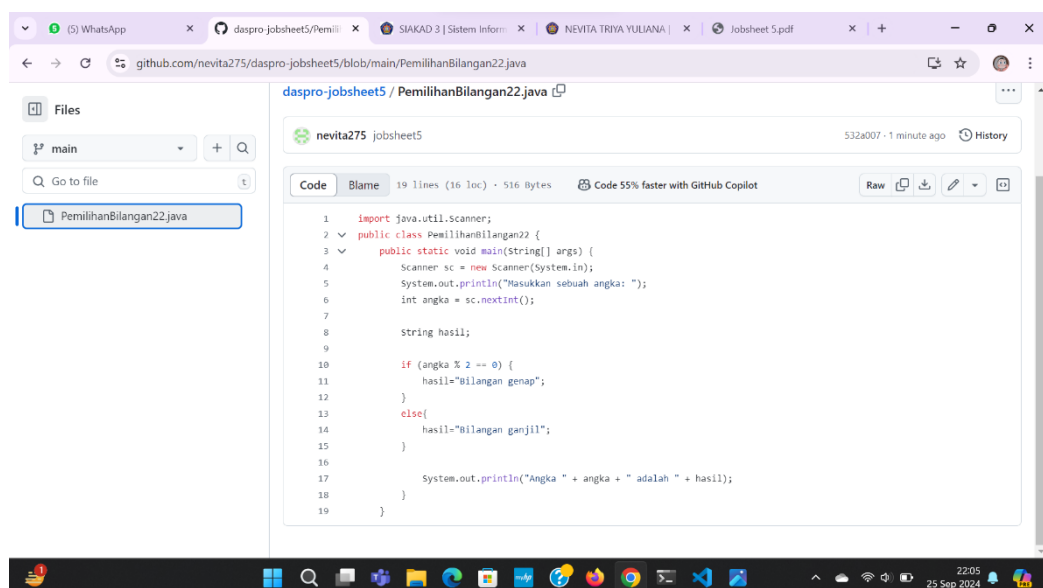 (5) WhatsApp
daspro-jobsheet5/Pemili
SIAKAD 3 | Sistem Inform
NEVITA TRIYA YULIANA |
Jobsheet 5.pdf
github.com/nevita275/daspro-jobsheet5/blob/main/PemilihanBilangan22.java
Files
main
Go to file
t
PemilihanBilangan22.java
daspro-jobsheet5 / PemilihanBilangan22.java
nevita275 jobsheet5
532a007 · 1 minute ago
History
Code
Blame
19 lines (16 loc) · 516 Bytes
Code 55% faster with GitHub Copilot
Raw
1 import java.util.Scanner;
2 public class PemilihanBilangan22 {
3 public static void main(String[] args) {
4 Scanner sc = new Scanner(System.in);
5 System.out.println("Masukkan sebuah angka: ");
6 int angka = sc.nextInt();
7
8 String hasil;
9
10 if (angka % 2 == 0) {
11 hasil="Bilangan genap";
12 }
13 else{
14 hasil="Bilangan ganjil";
15 }
16
17 System.out.println("Angka " + angka + " adalah " + hasil);
18 }
19 }
22:05
25 Sep 2024